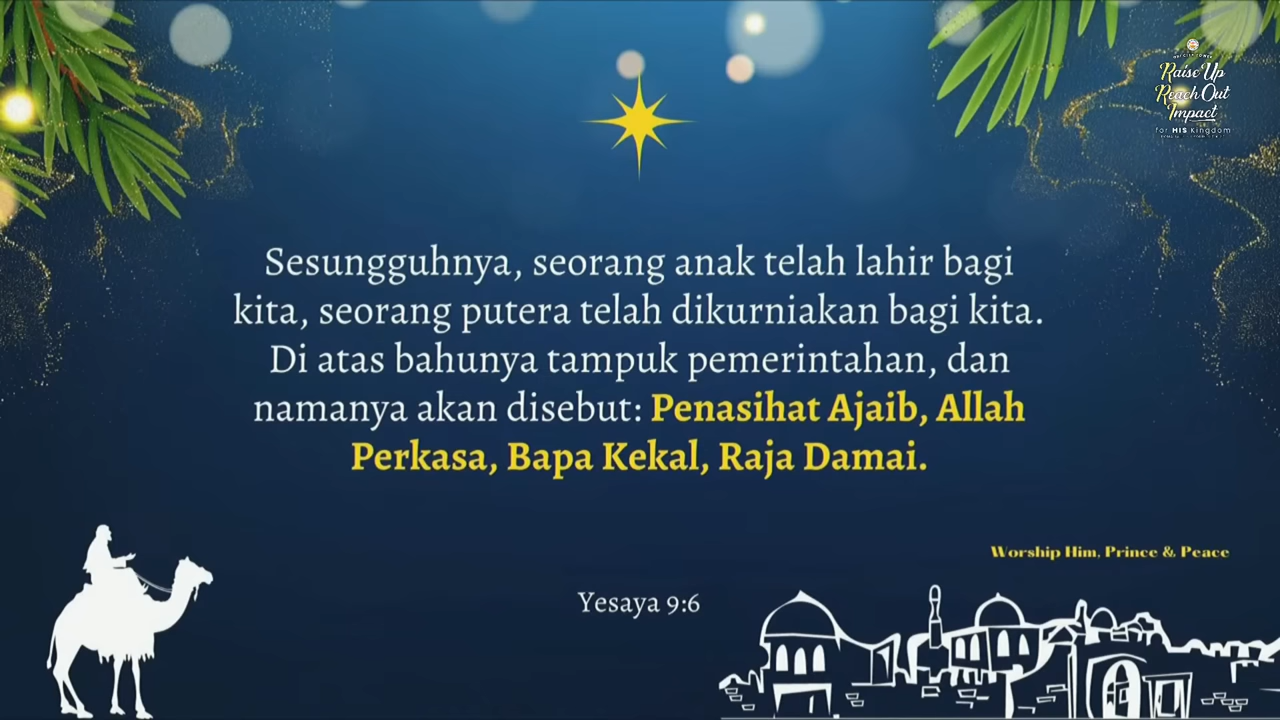 Raise Up
Reach Out
Impact
for HIS Kingdom
Sesungguhnya, seorang anak telah lahir bagi
kita, seorang putera telah dikurniakan bagi kita.
Di atas bahunya tampuk pemerintahan, dan
namanya akan disebut: Penasihat Ajaib, Allah
Perkasa, Bapa Kekal, Raja Damai.
Worship Him, Prince & Peace
Yesaya 9:6